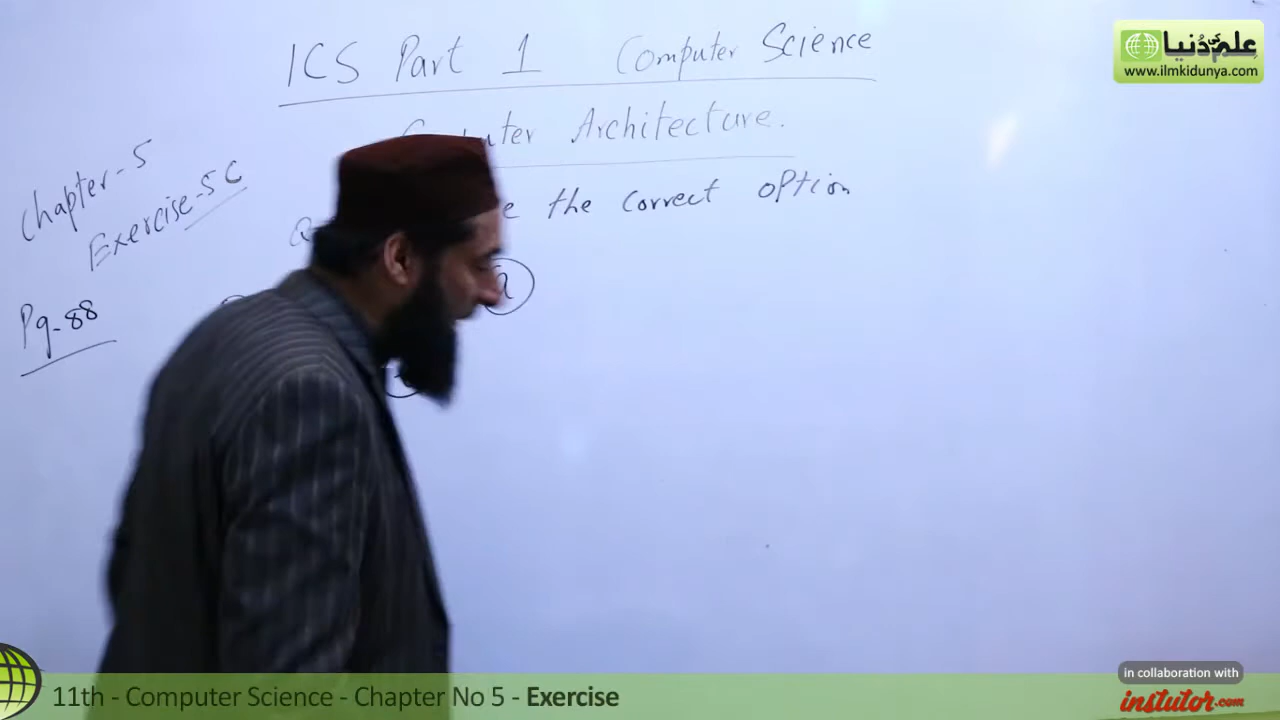 ICS Part 1 Computer Science
Architecture.
Chapter-5
Exercise-5C
the correct option
a
Pg-88
علم کی دنیا
www.ilmkidunya.com
11th - Computer Science - Chapter No 5 - Exercise
in collaboration with
instutor.com